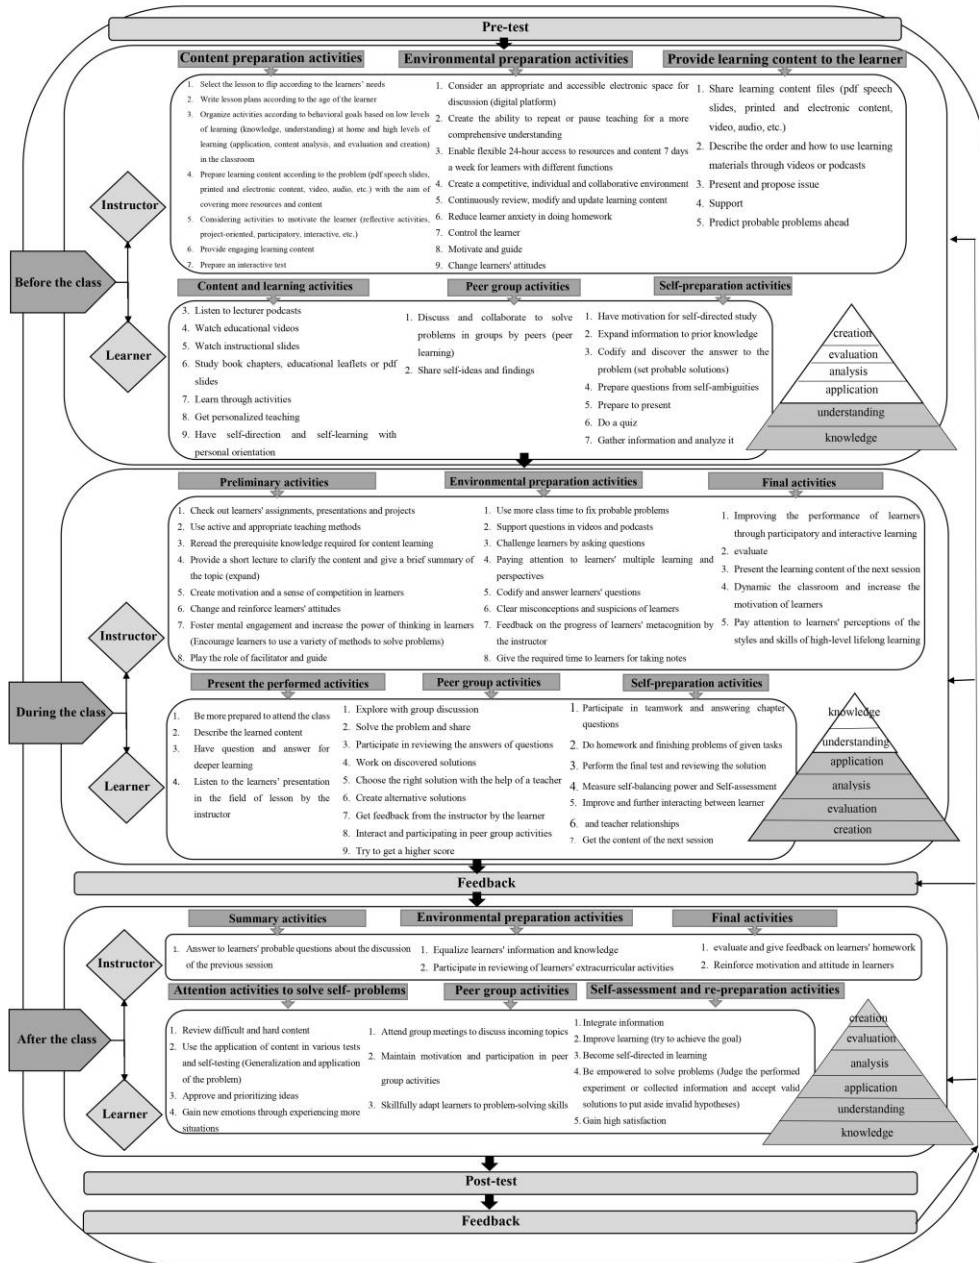 Pre-test
Content preparation activities
1. Select the lesson to flip according to the learners' needs
2. Write lesson plans according to the age of the learner
3. Organize activities according to behavioral goals based on low levels
of learning (knowledge, understanding) at home and high levels of
learning (application, content analysis, and evaluation and creation)
in the classroom
4. Prepare learning content according to the problem (pdf speech slides,
printed and electronic content, video, audio, etc.) with the aim of
covering more resources and content
5. Considering activities to motivate the learner (reflective activities,
project-oriented, participatory, interactive, etc.)
6. Provide engaging learning content
7. Prepare an interactive test
Environmental preparation activities
1. Consider an appropriate and accessible electronic space for
discussion (digital platform)
2. Create the ability to repeat or pause teaching for a more
comprehensive understanding
3. Enable flexible 24-hour access to resources and content 7 days
a week for learners with different functions
4. Create a competitive, individual and collaborative environment
5. Continuously review, modify and update learning content
6. Reduce learner anxiety in doing homework
7. Control the learner
8. Motivate and guide
9. Change learners' attitudes
Provide learning content to the learner
1. Share learning content files (pdf speech
slides, printed and electronic content,
video, audio, etc.)
2. Describe the order and how to use learning
materials through videos or podcasts
3. Present and propose issue
4. Support
5. Predict probable problems ahead
Instructor
Before the class
Learner
Content and learning activities
3. Listen to lecturer podcasts
4. Watch educational videos
5. Watch instructional slides
6. Study book chapters, educational leaflets or pdf
slides
7. Learn through activities
8. Get personalized teaching
9. Have self-direction and self-learning with
personal orientation
Peer group activities
1. Discuss and collaborate to solve
problems in groups by peers (peer
learning)
2. Share self-ideas and findings
Self-preparation activities
1. Have motivation for self-directed study
2. Expand information to prior knowledge
3. Codify and discover the answer to the
problem (set probable solutions)
4. Prepare questions from self-ambiguities
5. Prepare to present
6. Do a quiz
7. Gather information and analyze it
creation
evaluation
analysis
application
understanding
knowledge
Preliminary activities
1. Check out learners' assignments, presentations and projects
2. Use active and appropriate teaching methods
3. Reread the prerequisite knowledge required for content learning
4. Provide a short lecture to clarify the content and give a brief summary of
the topic (expand)
5. Create motivation and a sense of competition in learners
6. Change and reinforce learners' attitudes
7. Foster mental engagement and increase the power of thinking in learners
(Encourage learners to use a variety of methods to solve problems)
8. Play the role of facilitator and guide
Environmental preparation activities
1. Use more class time to fix probable problems
2. Support questions in videos and podcasts
3. Challenge learners by asking questions
4. Paying attention to learners' multiple learning and
perspectives
5. Codify and answer learners' questions
6. Clear misconceptions and suspicions of learners
7. Feedback on the progress of learners' metacognition by
the instructor
8. Give the required time to learners for taking notes
Final activities
1. Improving the performance of learners
through participatory and interactive learning
2. evaluate
3. Present the learning content of the next session
4. Dynamic the classroom and increase the
motivation of learners
5. Pay attention to learners' perceptions of the
styles and skills of high-level lifelong learning
Instructor
During the class
Learner
Present the performed activities
1. Be more prepared to attend the class
2. Describe the learned content
3. Have question and answer for
deeper learning
4. Listen to the learners' presentation
in the field of lesson by the
instructor
Peer group activities
1. Explore with group discussion
2. Solve the problem and share
3. Participate in reviewing the answers of questions
4. Work on discovered solutions
5. Choose the right solution with the help of a teacher
6. Create alternative solutions
7. Get feedback from the instructor by the learner
8. Interact and participating in peer group activities
9. Try to get a higher score
Self-preparation activities
1. Participate in teamwork and answering chapter
questions
2. Do homework and finishing problems of given tasks
3. Perform the final test and reviewing the solution
4. Measure self-balancing power and Self-assessment
5. Improve and further interacting between learner
6. and teacher relationships
7. Get the content of the next session
knowledge
understanding
application
analysis
evaluation
creation
Feedback
Summary activities
1. Answer to learners' probable questions about the discussion
of the previous session
Environmental preparation activities
1. Equalize learners' information and knowledge
2. Participate in reviewing of learners' extracurricular activities
Final activities
1. evaluate and give feedback on learners' homework
2. Reinforce motivation and attitude in learners
Instructor
After the class
Learner
Attention activities to solve self- problems
1. Review difficult and hard content
2. Use the application of content in various tests
and self-testing (Generalization and application
of the problem)
3. Approve and prioritizing ideas
4. Gain new emotions through experiencing more
situations
Peer group activities
1. Attend group meetings to discuss incoming topics
2. Maintain motivation and participation in peer
group activities
3. Skillfully adapt learners to problem-solving skills
Self-assessment and re-preparation activities
1. Integrate information
2. Improve learning (try to achieve the goal)
3. Become self-directed in learning
4. Be empowered to solve problems (Judge the performed
experiment or collected information and accept valid
solutions to put aside invalid hypotheses)
5. Gain high satisfaction
creation
evaluation
analysis
application
understanding
knowledge
Post-test
Feedback